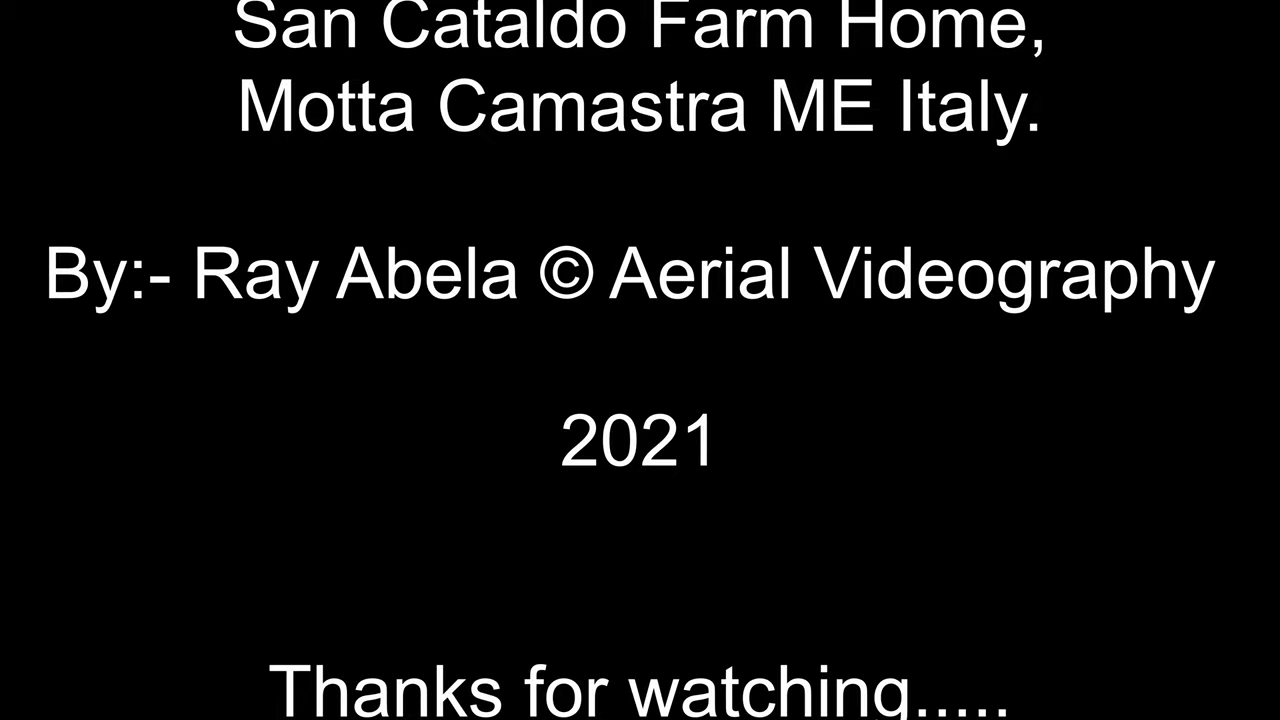 San Cataldo Farm Home,
Motta Camastra ME Italy.
By:- Ray Abela © Aerial Videography
2021
Thanks for watching.....